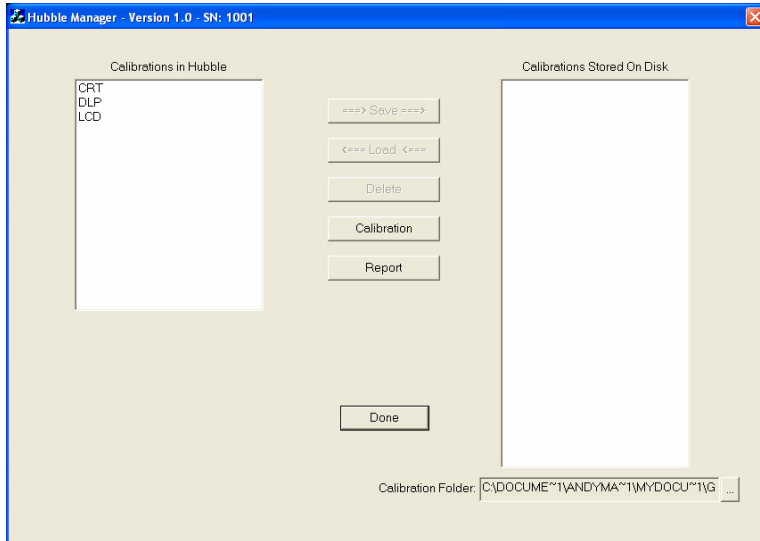 Hubble Manager - Version 1.0 - SN: 1001
Calibrations in Hubble
CRT
DLP
LCD
===> Save ===>
<=== Load <===
Delete
Calibration
Report
Done
Calibrations Stored On Disk
Calibration Folder: C:\DOCUME~1\ANDYMA~1\MYDOCU~1\G ...